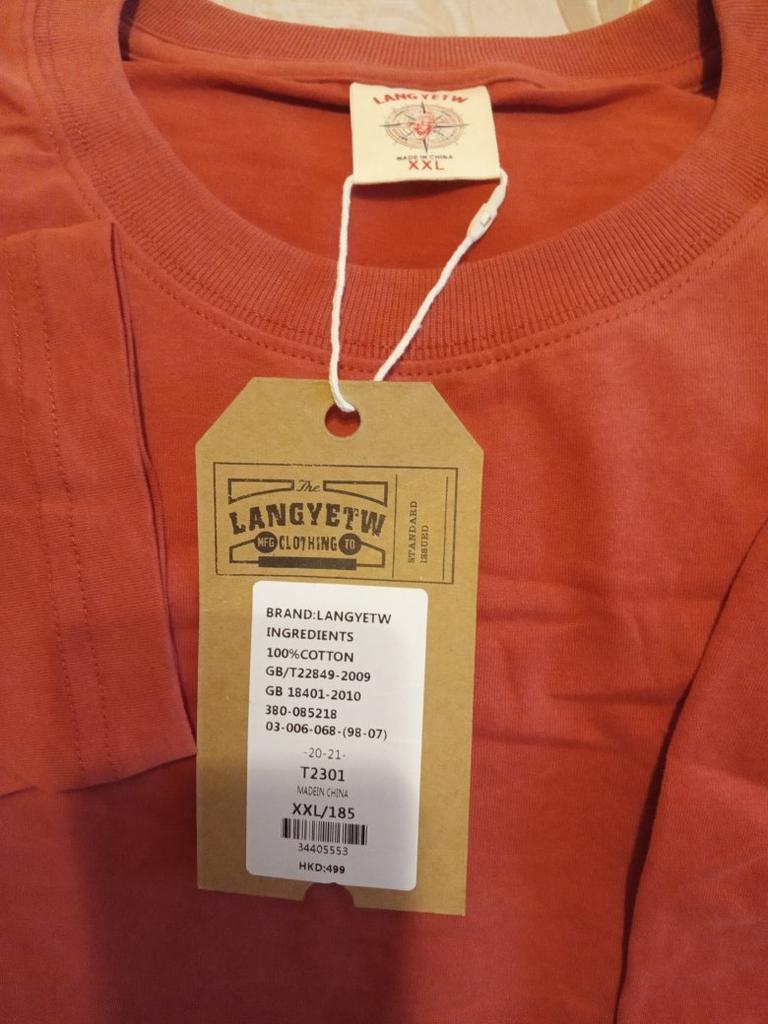 LANGYETW
MADE IN CHINA
XXL
The
LANGYETW
MFG CLOTHING TO
STANDARD
ISSUED
BRAND:LANGYETW
INGREDIENTS
100%COTTON
GB/T22849-2009
GB 18401-2010
380-085218
03-006-068-(98-07)
-20-21-
T2301
MADEIN CHINA
XXL/185
34405553
HKD:499